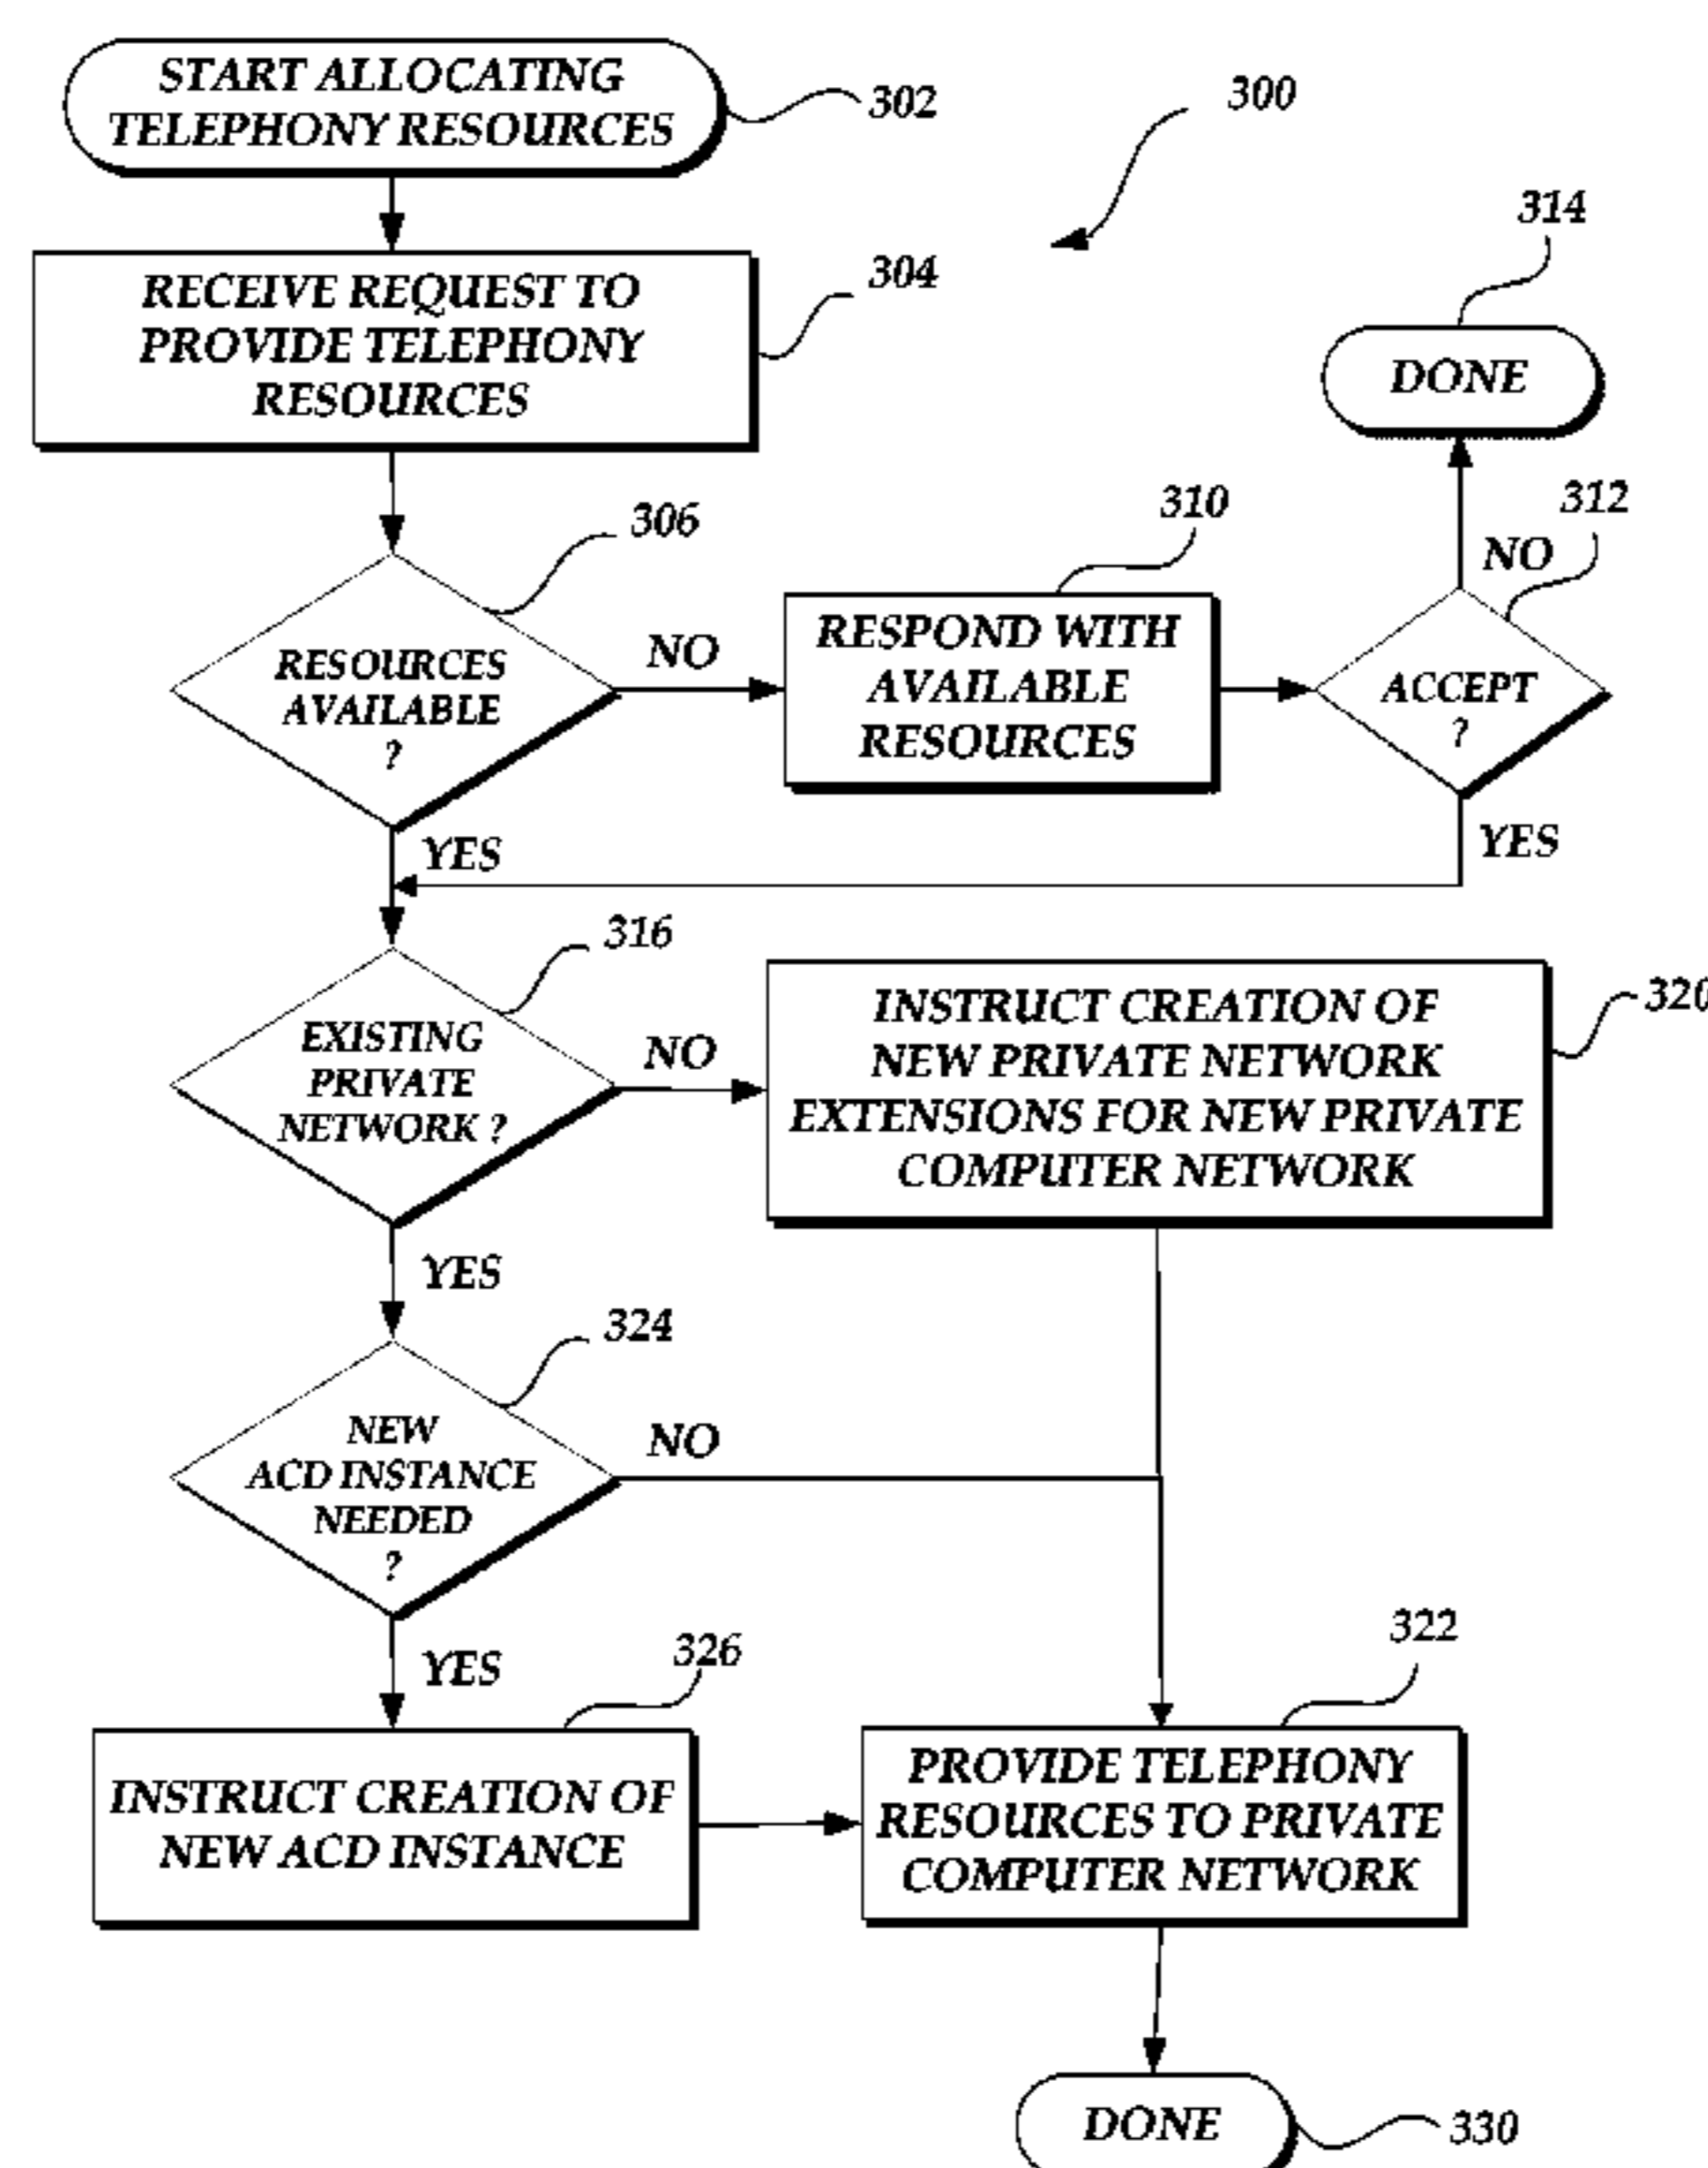 START ALLOCATING
TELEPHONY RESOURCES
302
300
RECEIVE REQUEST TO
PROVIDE TELEPHONY
RESOURCES
304
314
DONE
306
RESOURCES
AVAILABLE
?
NO
310
RESPOND WITH
AVAILABLE
RESOURCES
312
NO
ACCEPT
?
YES
YES
316
EXISTING
PRIVATE
NETWORK ?
NO
INSTRUCT CREATION OF
NEW PRIVATE NETWORK
EXTENSIONS FOR NEW PRIVATE
COMPUTER NETWORK
320
YES
324
NEW
ACD INSTANCE
NEEDED
?
NO
YES
326
INSTRUCT CREATION OF
NEW ACD INSTANCE
322
PROVIDE TELEPHONY
RESOURCES TO PRIVATE
COMPUTER NETWORK
DONE
330